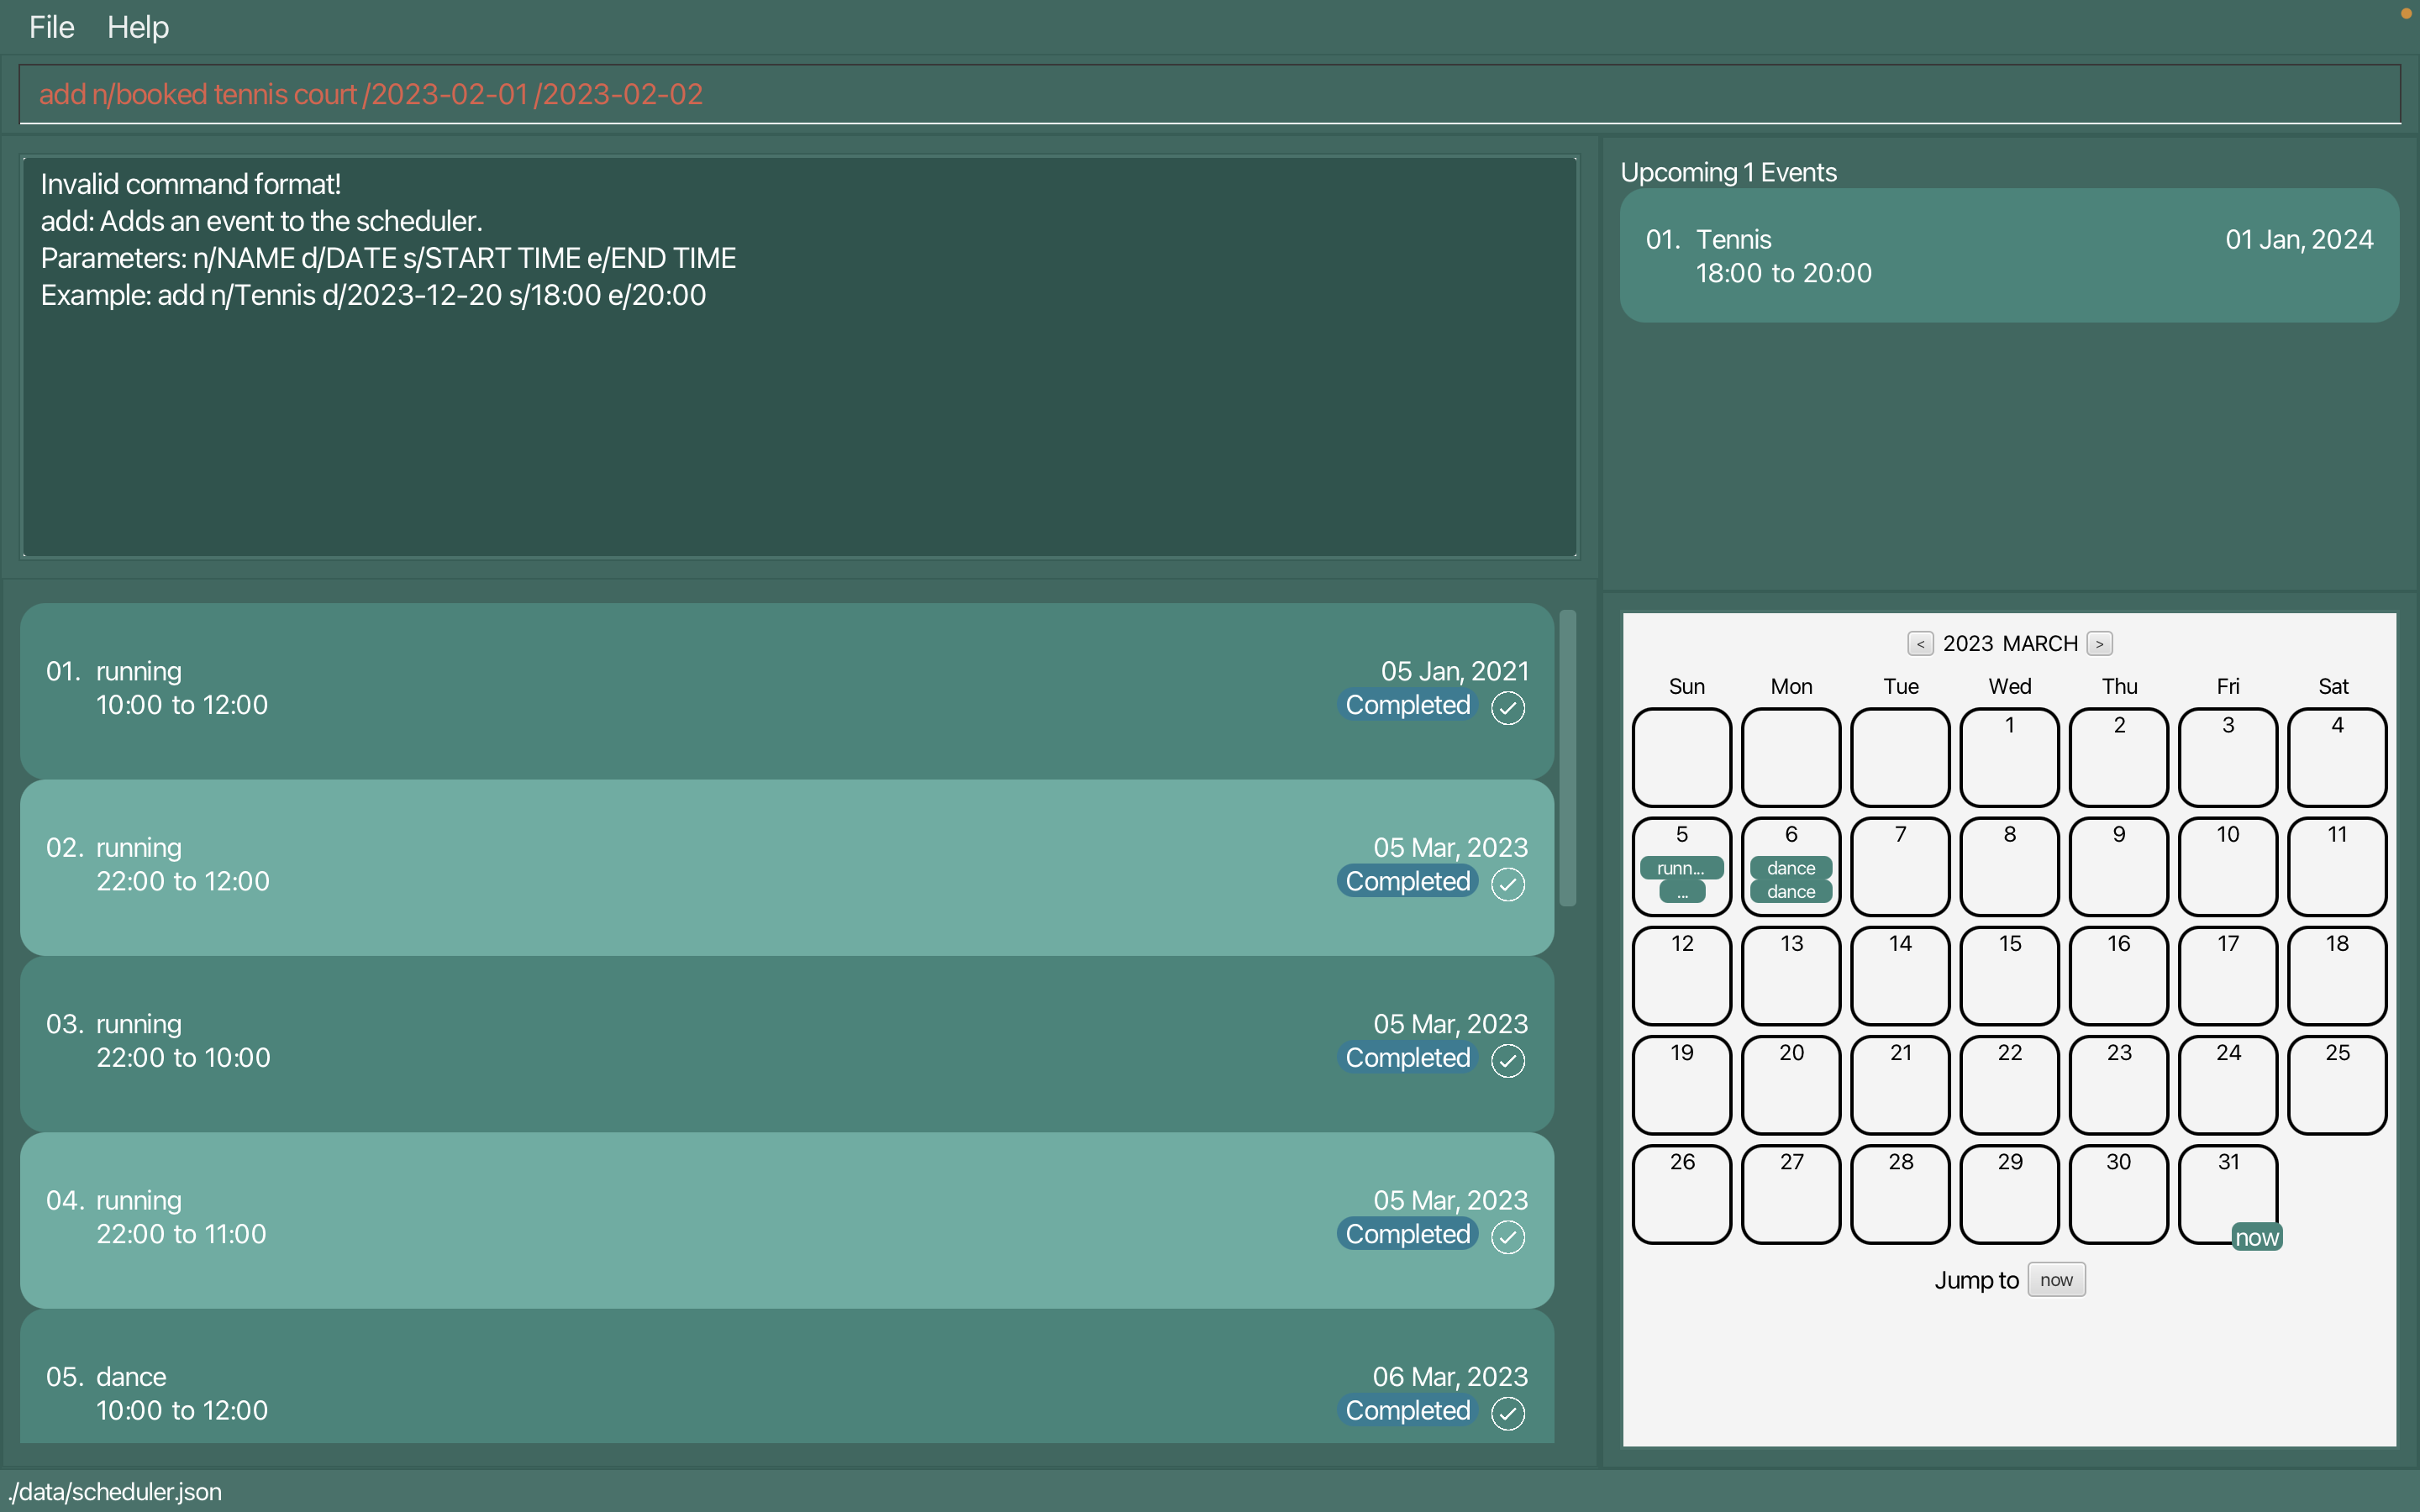 File Help
add n/booked tennis court /2023-02-01 /2023-02-02
Invalid command format!
add: Adds an event to the scheduler.
Parameters: n/NAME d/DATE s/START TIME e/END TIME
Example: add n/Tennis d/2023-12-20 s/18:00 e/20:00
Upcoming 1 Events
01. Tennis 01 Jan, 2024
18:00 to 20:00
01. running 05 Jan, 2021
10:00 to 12:00 Completed
02. running 05 Mar, 2023
22:00 to 12:00 Completed
03. running 05 Mar, 2023
22:00 to 10:00 Completed
04. running 05 Mar, 2023
22:00 to 11:00 Completed
05. dance 06 Mar, 2023
10:00 to 12:00 Completed
< 2023 MARCH >
Sun Mon Tue Wed Thu Fri Sat
1 2 3 4
5 6 7 8 9 10 11
runn... dance
... dance
12 13 14 15 16 17 18
19 20 21 22 23 24 25
26 27 28 29 30 31
now
Jump to now
./data/scheduler.json